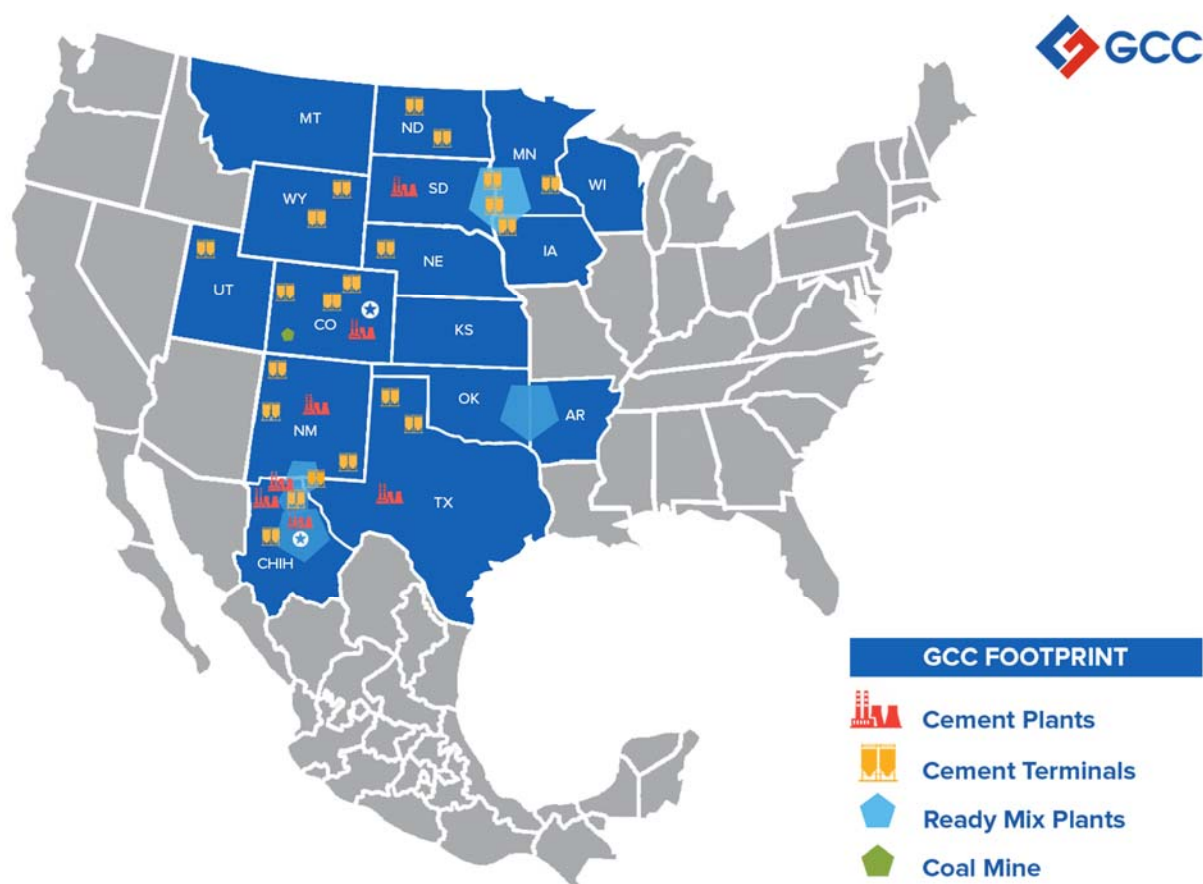 GCC
MT
ND
MN
WI
SD
WY
IA
NE
UT
CO
KS
OK
AR
NM
TX
CHIH
GCC FOOTPRINT
Cement Plants
Cement Terminals
Ready Mix Plants
Coal Mine